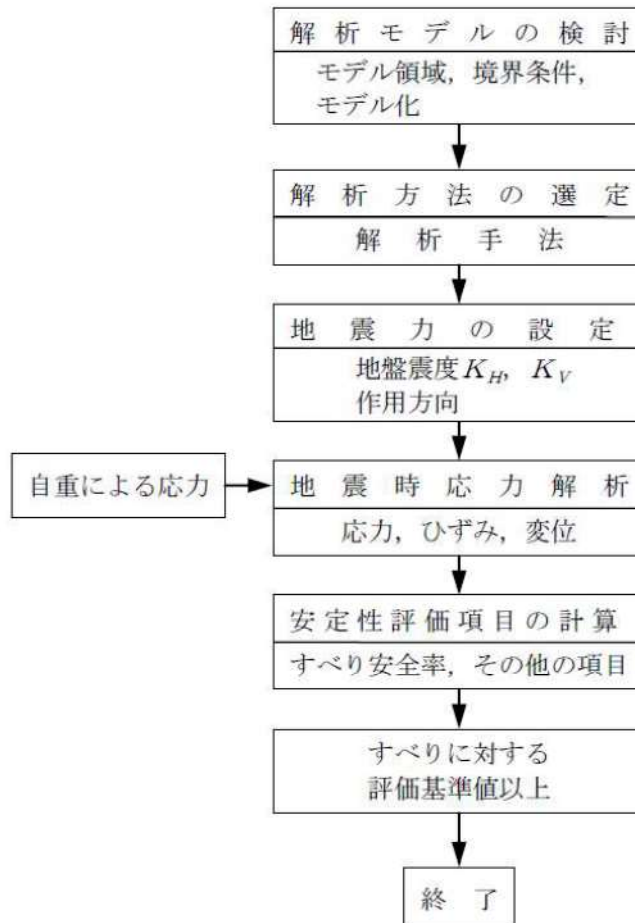 解析モデルの検討
モデル領域，境界条件，
モデル化
解析方法の選定
解析手法
地震力の設定
地盤震度K_H，K_V
作用方向
自重による応力
地震時応力解析
応力，ひずみ，変位
安定性評価項目の計算
すべり安全率，その他の項目
すべりに対する
評価基準値以上
終了